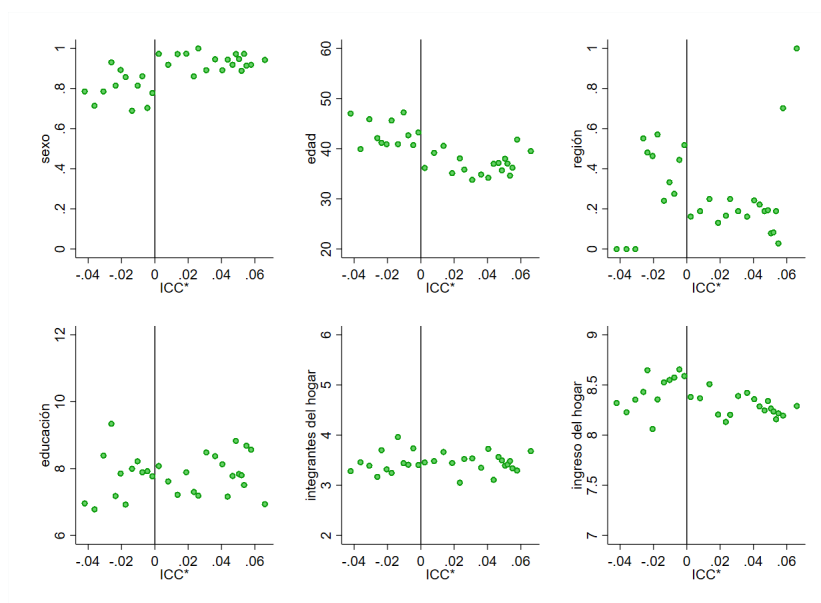 sexo
0 .2 .4 .6 .8 1
-.04 -.02 0 .02 .04 .06
ICC*
edad
20 30 40 50 60
-.04 -.02 0 .02 .04 .06
ICC*
región
0 .2 .4 .6 .8 1
-.04 -.02 0 .02 .04 .06
ICC*
educación
6 8 10 12
-.04 -.02 0 .02 .04 .06
ICC*
integrantes del hogar
2 3 4 5 6
-.04 -.02 0 .02 .04 .06
ICC*
ingreso del hogar
7 7.5 8 8.5 9
-.04 -.02 0 .02 .04 .06
ICC*